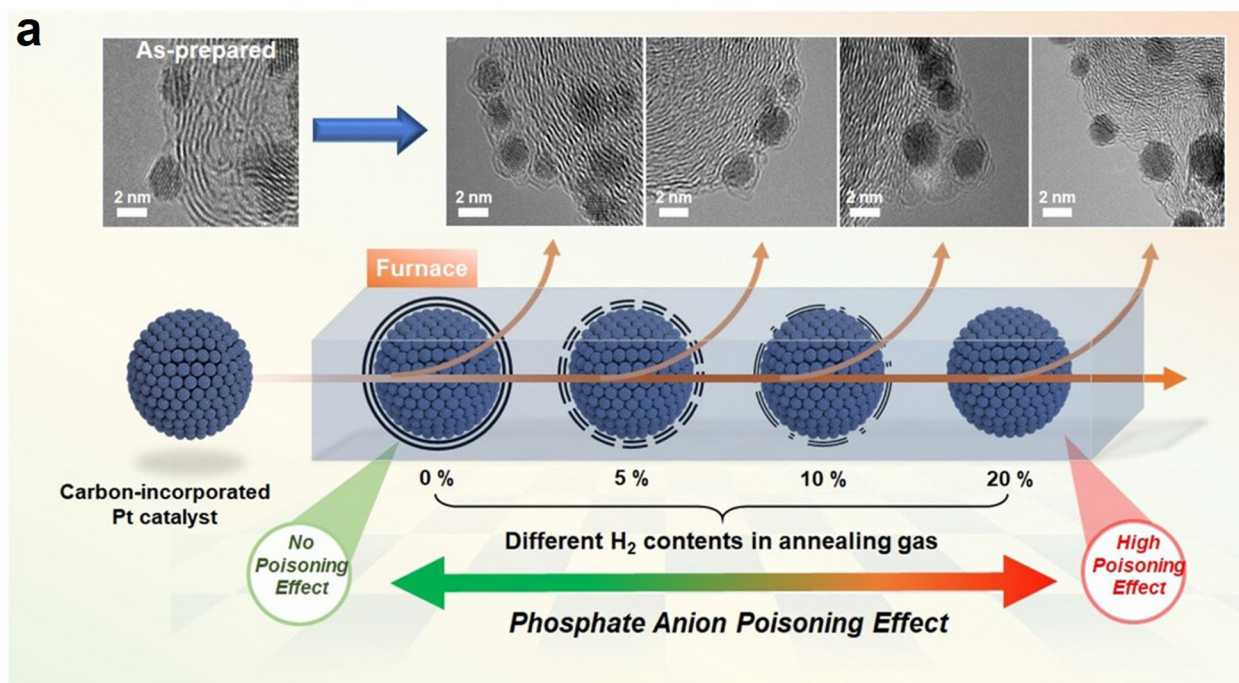 a
As-prepared
2 nm
2 nm
2 nm
2 nm
2 nm
Furnace
0 %
5 %
10 %
20 %
Carbon-incorporated
Pt catalyst
No
Poisoning
Effect
Different H₂ contents in annealing gas
High
Poisoning
Effect
Phosphate Anion Poisoning Effect